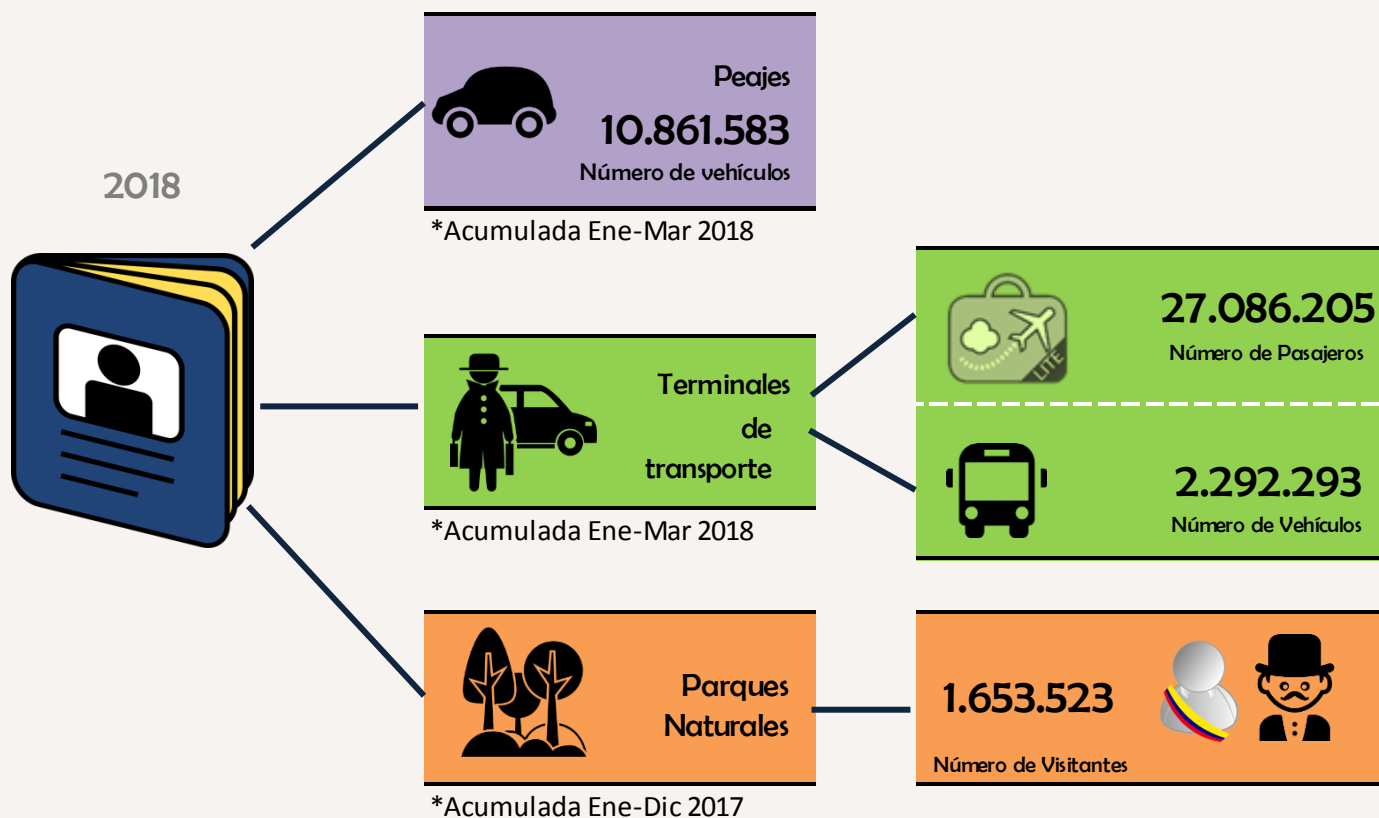 2018
Peajes
10.861.583
Número de vehículos
*Acumulada Ene-Mar 2018
Terminales
de
transporte
*Acumulada Ene-Mar 2018
27.086.205
Número de Pasajeros
LITE
2.292.293
Número de Vehículos
Parques
Naturales
*Acumulada Ene-Dic 2017
1.653.523
Número de Visitantes